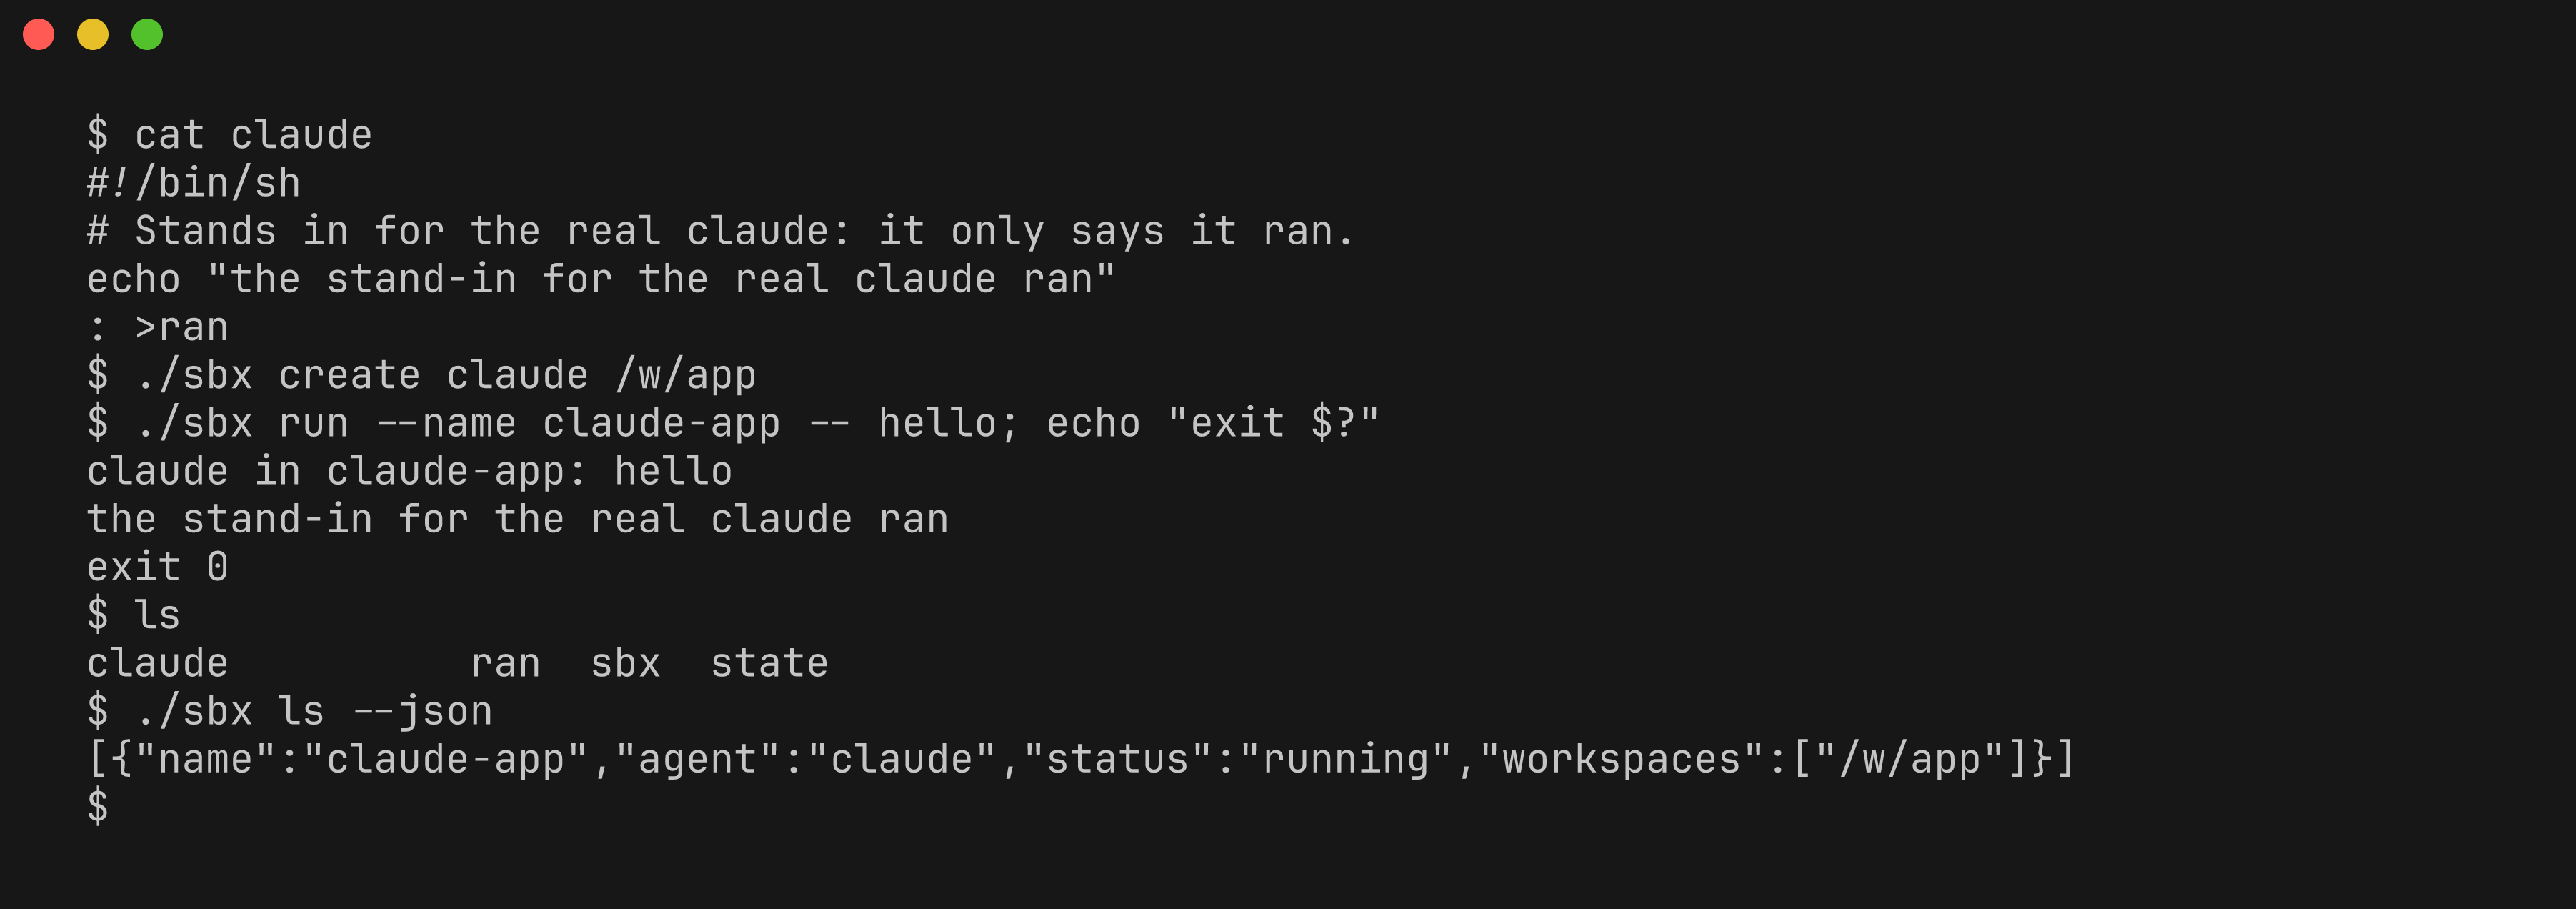 $ cat claude
#!/bin/sh
# Stands in for the real claude: it only says it ran.
echo "the stand-in for the real claude ran"
: >ran
$ ./sbx create claude /w/app
$ ./sbx run --name claude-app -- hello; echo "exit $?"
claude in claude-app: hello
the stand-in for the real claude ran
exit 0
$ ls
claude          ran  sbx  state
$ ./sbx ls --json
[{"name":"claude-app","agent":"claude","status":"running","workspaces":["/w/app"]}]
$